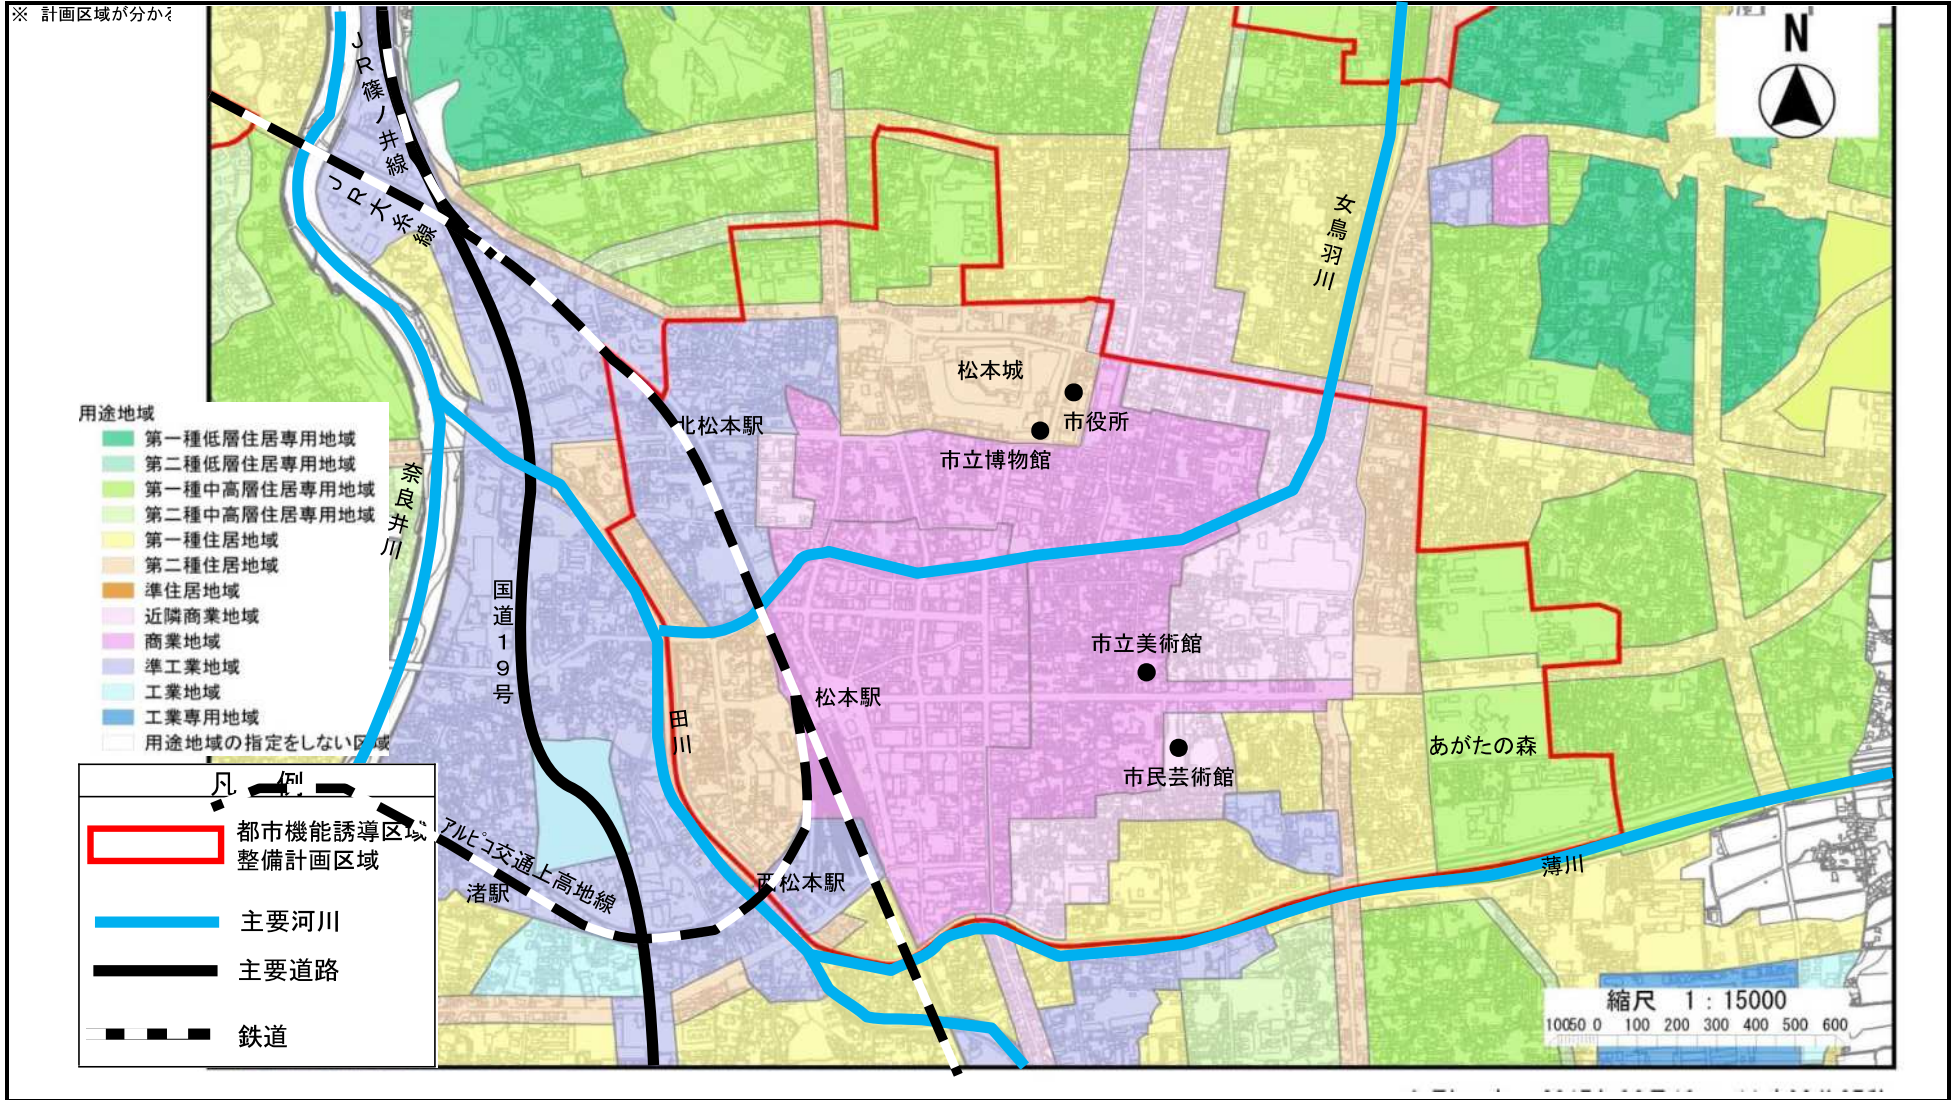 ※ 計画区域が分かる
N
JR篠ノ井線
JR大糸線
女鳥羽川
松本城
市役所
北松本駅
市立博物館
用途地域
第一種低層住居専用地域
第二種低層住居専用地域
第一種中高層住居専用地域
第二種中高層住居専用地域
第一種住居地域
第二種住居地域
準住居地域
近隣商業地域
商業地域
準工業地域
工業地域
工業専用地域
用途地域の指定をしない区域
奈良井川
国道19号
市立美術館
松本駅
田川
あがたの森
市民芸術館
凡 例
都市機能誘導区域
整備計画区域
主要河川
主要道路
鉄道
アルピコ交通上高地線
渚駅
西松本駅
薄川
縮尺 1：15000
10050 0 100 200 300 400 500 600